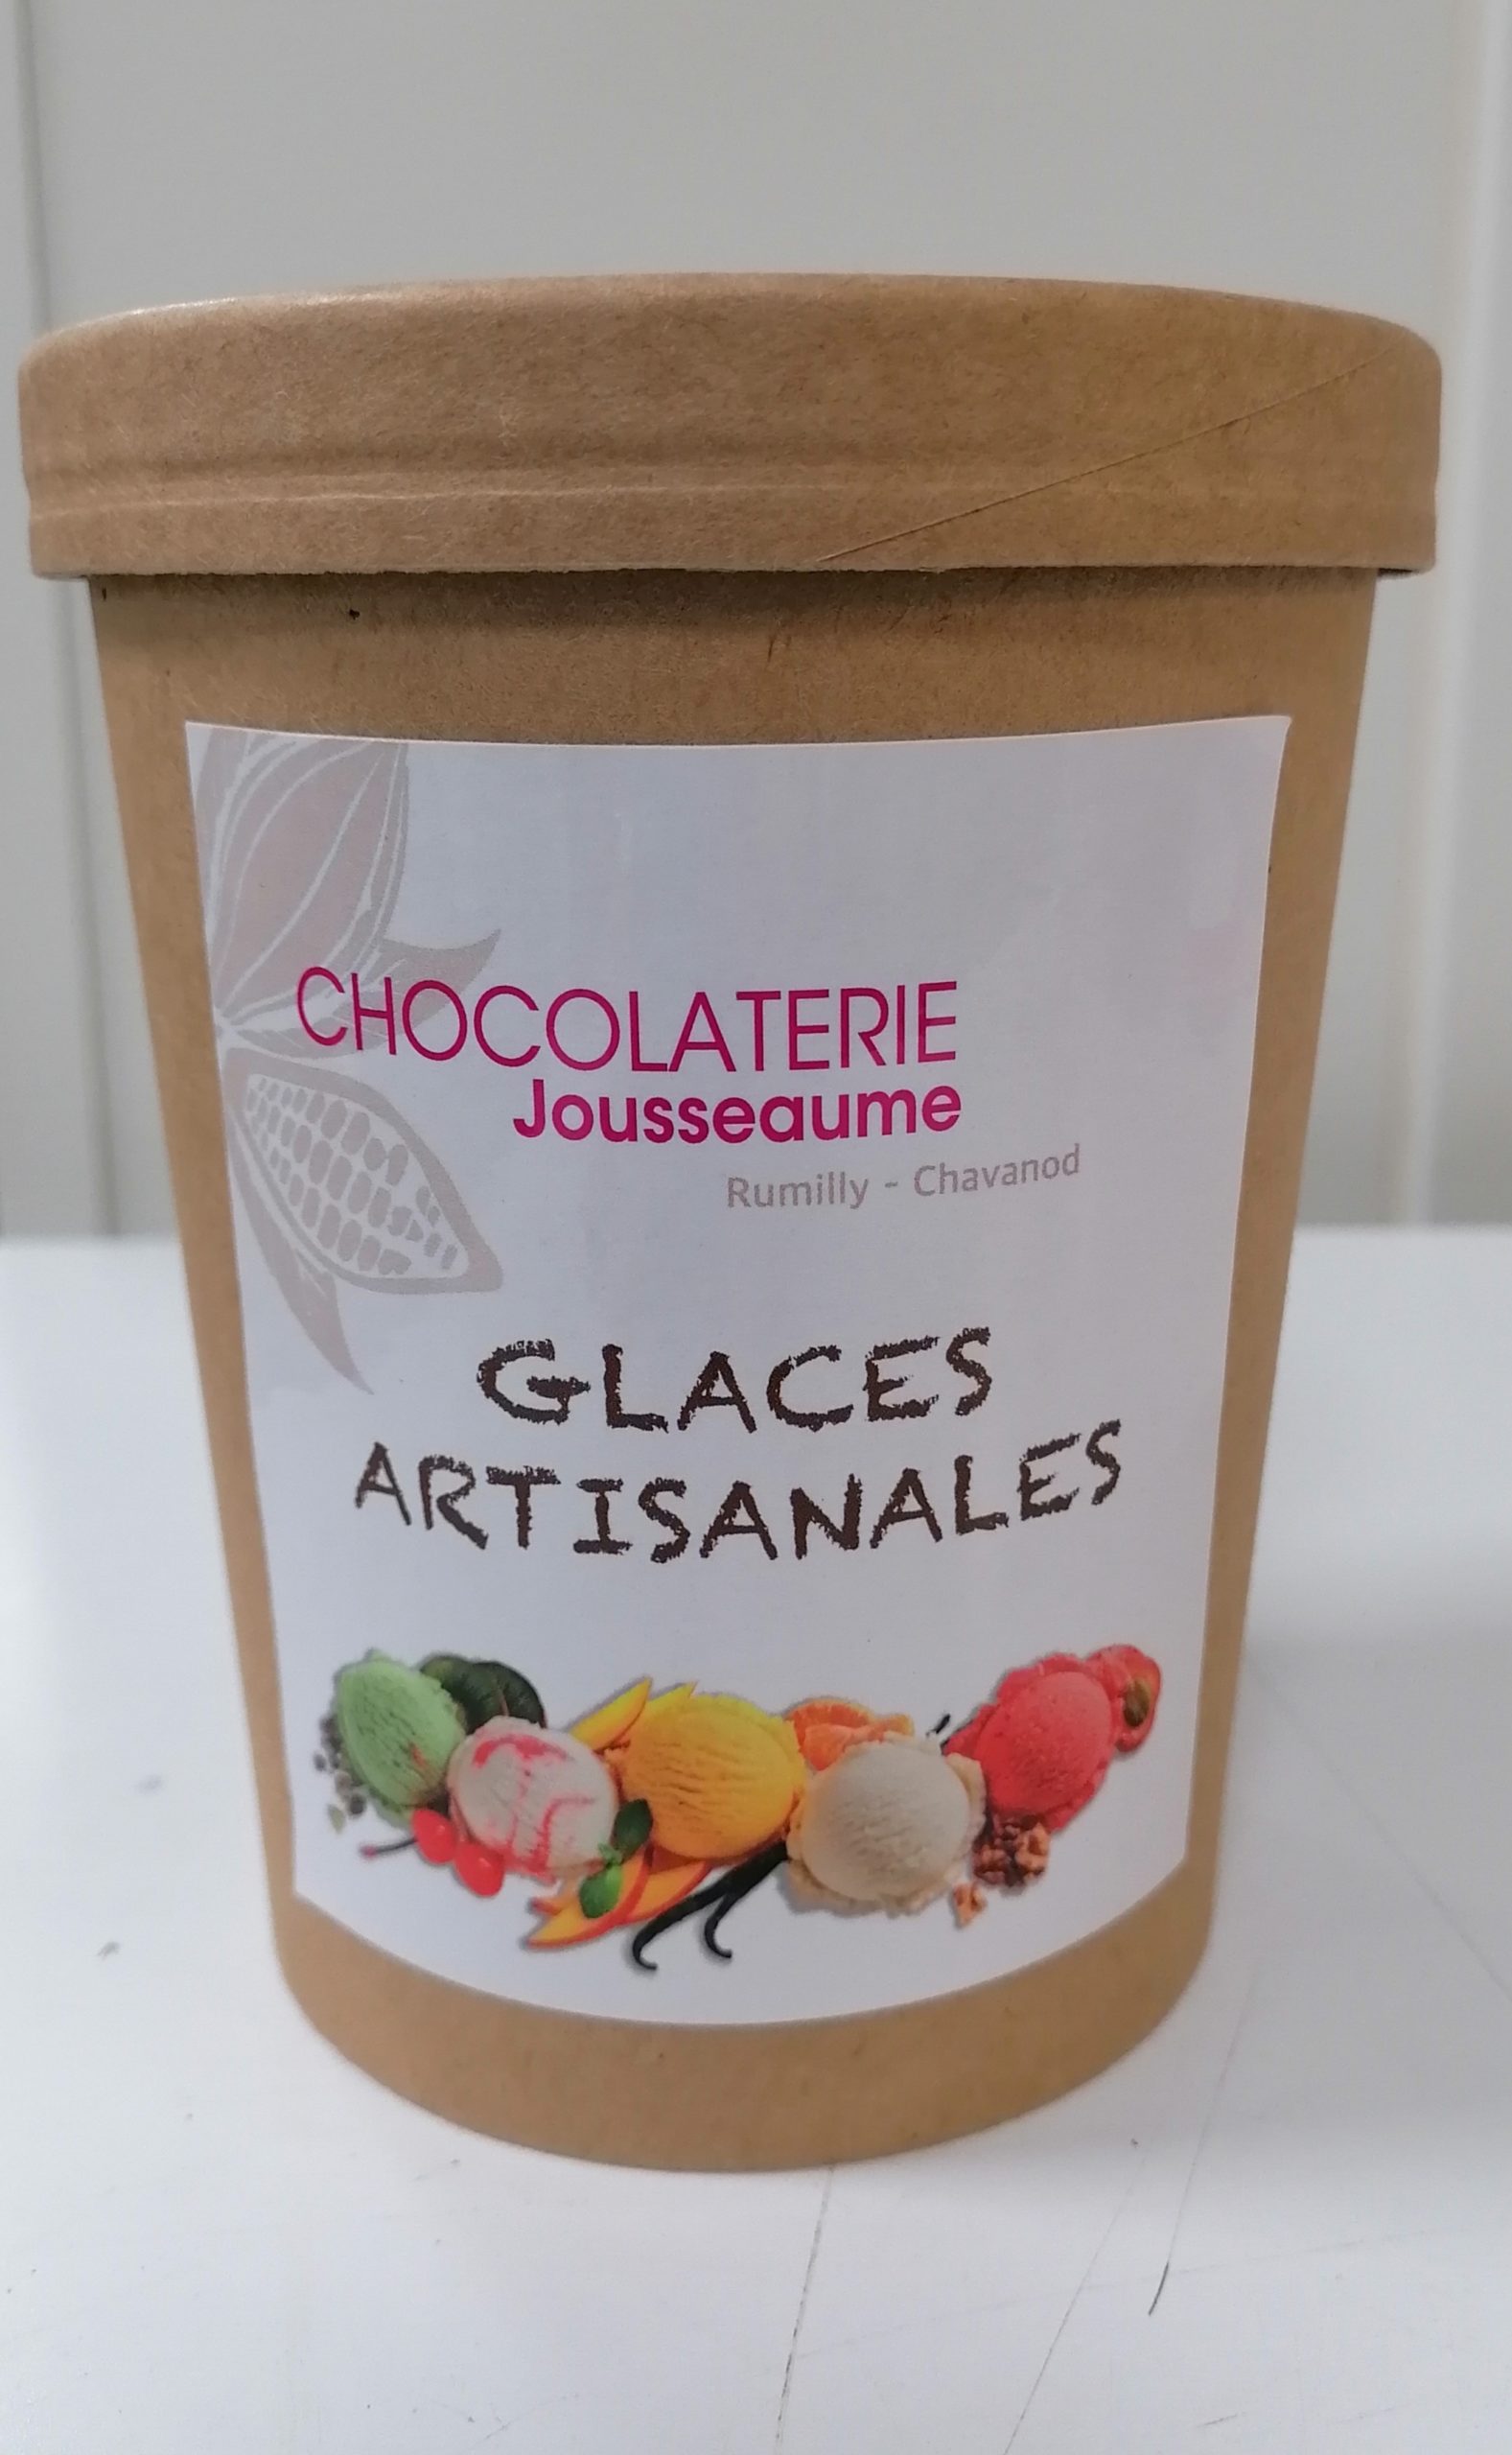 CHOCOLATERIE
Jousseaume
Rumilly - Chavanod
GLACES
ARTISANALES